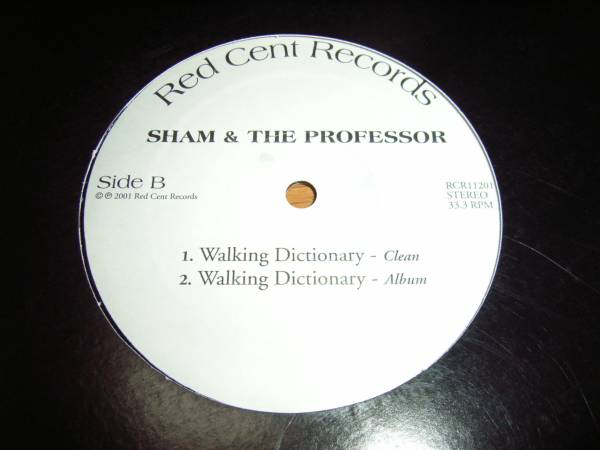 Red Cent Records
SHAM & THE PROFESSOR
Side B
© ℗ 2001 Red Cent Records
RCR11201
STEREO
33.3 RPM
1. Walking Dictionary - Clean
2. Walking Dictionary - Album